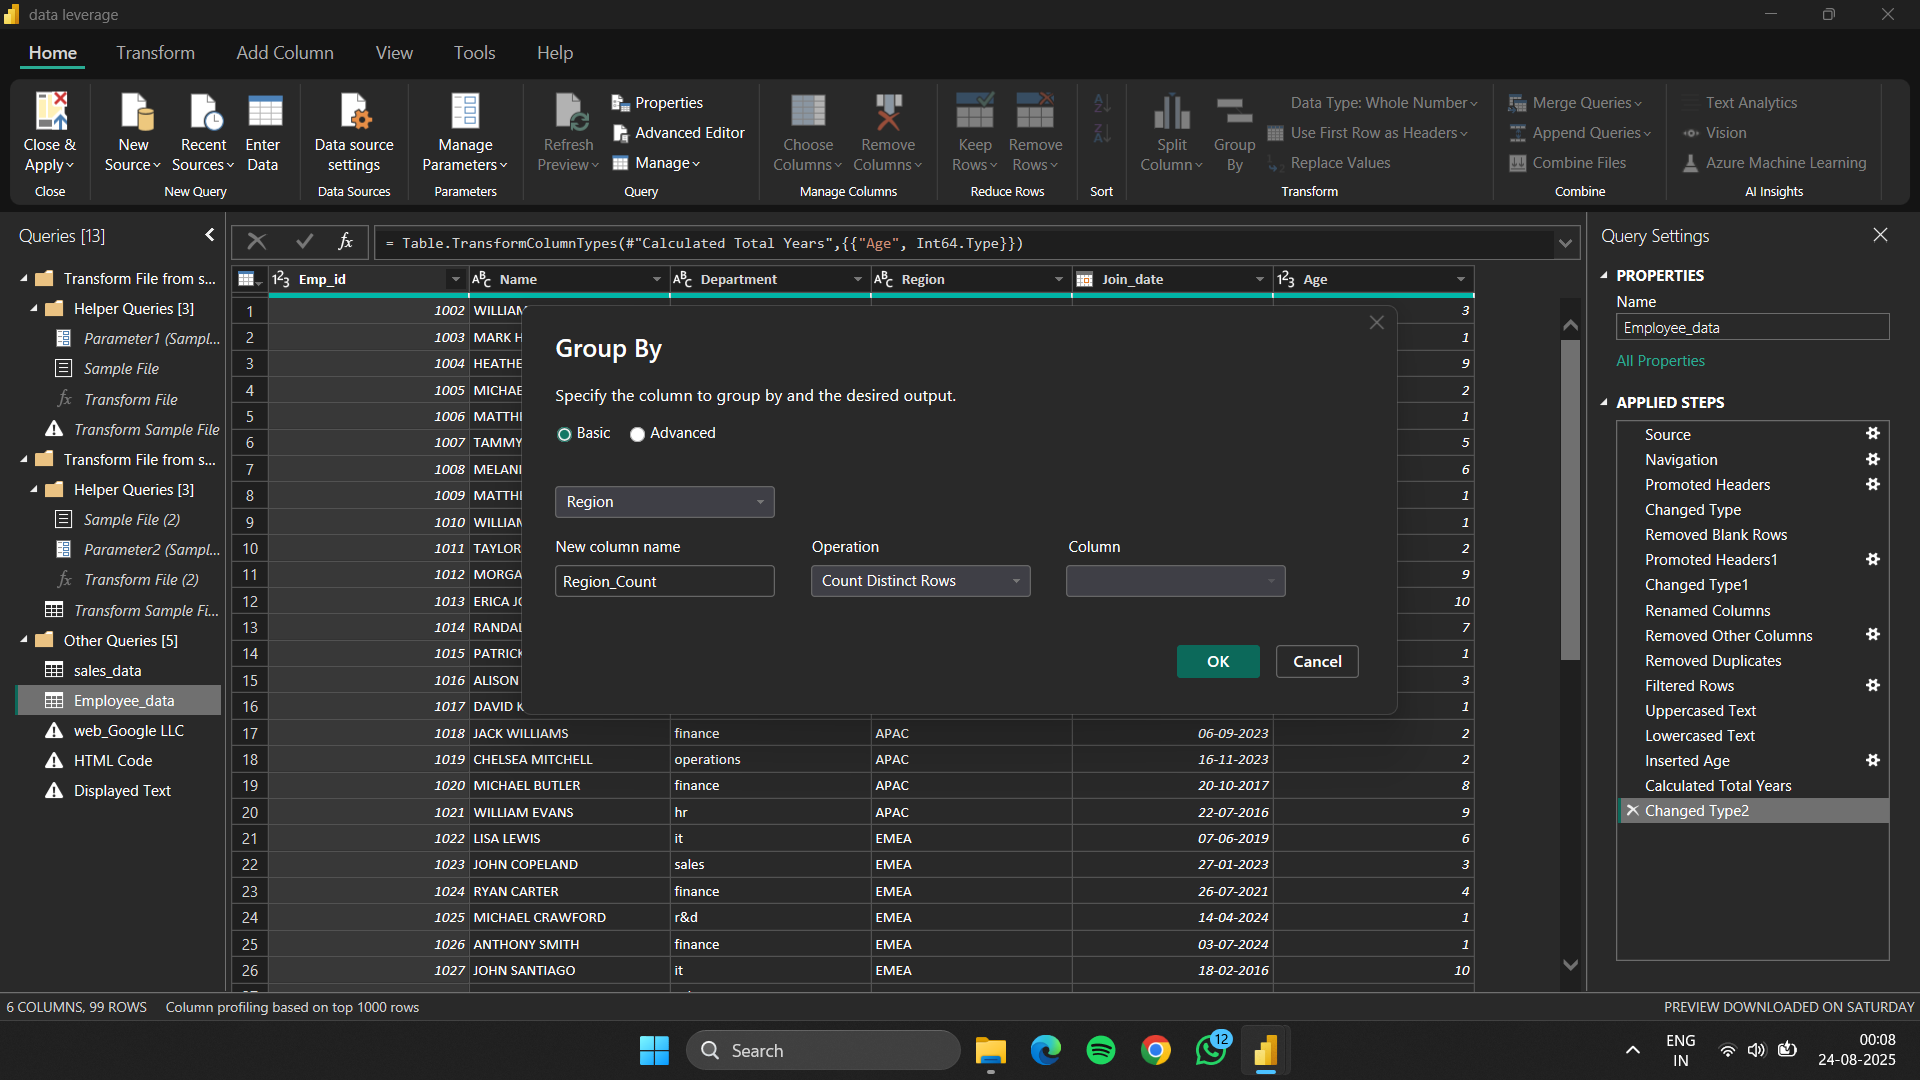 data leverage
Home Transform Add Column View Tools Help
Close & Apply
New Source
Recent Sources
Enter Data
Data source settings
Manage Parameters
Refresh Preview
Properties
Advanced Editor
Manage
Choose Columns
Remove Columns
Keep Rows
Remove Rows
Split Column
Group By
Data Type: Whole Number
Use First Row as Headers
Replace Values
Merge Queries
Append Queries
Combine Files
Text Analytics
Vision
Azure Machine Learning
Close New Query Data Sources Parameters Query Manage Columns Reduce Rows Sort Transform Combine AI Insights
Queries [13]
Transform File from s...
Helper Queries [3]
Parameter1 (Sampl...
Sample File
Transform File
Transform Sample File
Transform File from s...
Helper Queries [3]
Sample File (2)
Parameter2 (Sampl...
Transform File (2)
Transform Sample Fi...
Other Queries [5]
sales_data
Employee_data
web_Google LLC
HTML Code
Displayed Text
fx = Table.TransformColumnTypes(#"Calculated Total Years",{{"Age", Int64.Type}})
123 Emp_id ABC Name ABC Department ABC Region Join_date 123 Age
1 1002 WILLIAM 3
2 1003 MARK H 1
3 1004 HEATHE 9
4 1005 MICHAE 2
5 1006 MATTH 1
6 1007 TAMMY 5
7 1008 MELANI 6
8 1009 MATTH 1
9 1010 WILLIAM 1
10 1011 TAYLOR 2
11 1012 MORGA 9
12 1013 ERICA JO 10
13 1014 RANDAL 7
14 1015 PATRICK 1
15 1016 ALISON 3
16 1017 DAVID K 1
17 1018 JACK WILLIAMS finance APAC 06-09-2023 2
18 1019 CHELSEA MITCHELL operations APAC 16-11-2023 2
19 1020 MICHAEL BUTLER finance APAC 20-10-2017 8
20 1021 WILLIAM EVANS hr APAC 22-07-2016 9
21 1022 LISA LEWIS it EMEA 07-06-2019 6
22 1023 JOHN COPELAND sales EMEA 27-01-2023 3
23 1024 RYAN CARTER finance EMEA 26-07-2021 4
24 1025 MICHAEL CRAWFORD r&d EMEA 14-04-2024 1
25 1026 ANTHONY SMITH finance EMEA 03-07-2024 1
26 1027 JOHN SANTIAGO it EMEA 18-02-2016 10
Group By
Specify the column to group by and the desired output.
Basic Advanced
Region
New column name Operation Column
Region_Count Count Distinct Rows
OK Cancel
Query Settings
PROPERTIES
Name
Employee_data
All Properties
APPLIED STEPS
Source
Navigation
Promoted Headers
Changed Type
Removed Blank Rows
Promoted Headers1
Changed Type1
Renamed Columns
Removed Other Columns
Removed Duplicates
Filtered Rows
Uppercased Text
Lowercased Text
Inserted Age
Calculated Total Years
Changed Type2
6 COLUMNS, 99 ROWS Column profiling based on top 1000 rows PREVIEW DOWNLOADED ON SATURDAY
Search
12
ENG
IN
00:08
24-08-2025